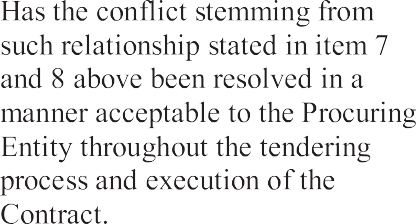 Has the conflict stemming from
such relationship stated in item 7
and 8 above been resolved in a
manner acceptable to the Procuring
Entity throughout the tendering
process and execution of the
Contract.